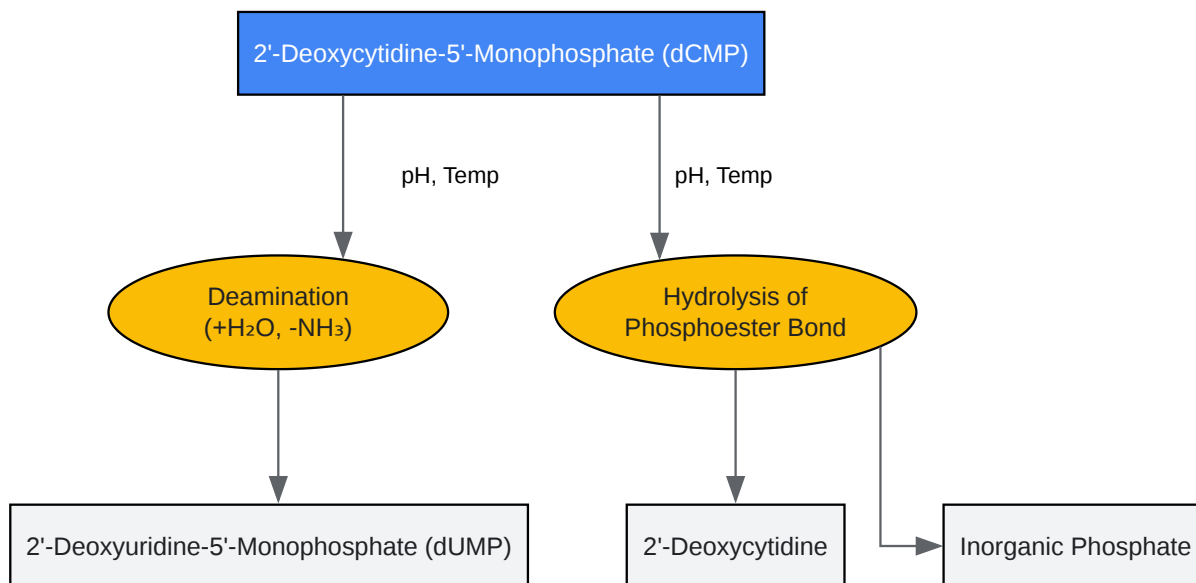 2'-Deoxycytidine-5'-Monophosphate (dCMP)
pH, Temp
pH, Temp
Deamination
(+H₂O, -NH₃)
Hydrolysis of
Phosphoester Bond
2'-Deoxyuridine-5'-Monophosphate (dUMP)
2'-Deoxycytidine
Inorganic Phosphate